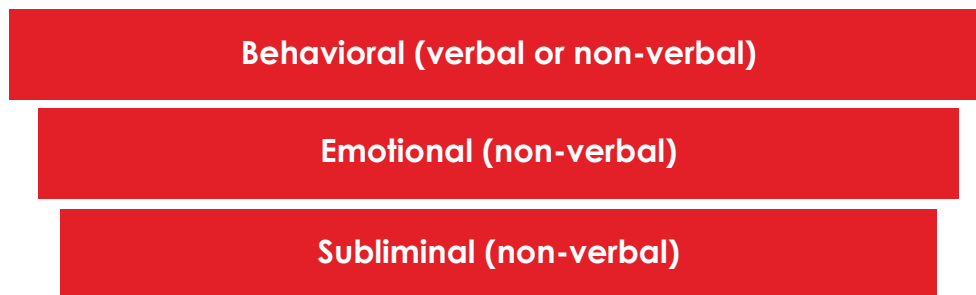 Behavioral (verbal or non-verbal)
Emotional (non-verbal)
Subliminal (non-verbal)